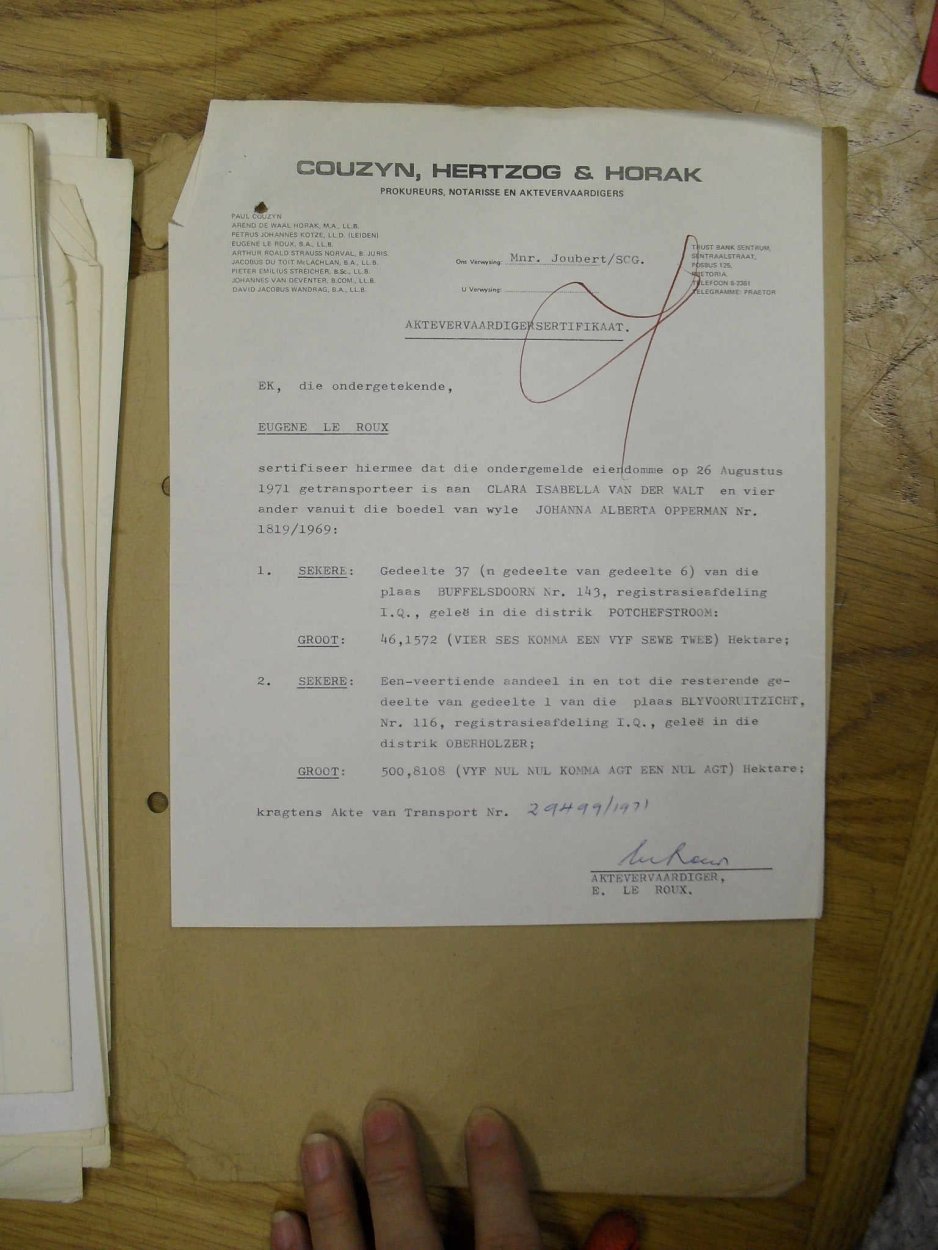 COUZYN, HERTZOG & HORAK
PROKUREURS, NOTARISSE EN AKTEVERVAARDIGERS
PAUL COUZYN
AREND DE WAAL HORAK, M.A., LL.B.
PETRUS JOHANNES KOTZE, LL.D. (LEIDEN)
EUGENE LE ROUX, B.A., LL.B.
ARTHUR ROALD STRAUSS NORVAL, B. JURIS.
JACOBUS DU TOIT McLACHLAN, B.A., LL.B.
PIETER EMILIUS STREICHER, B.Sc., LL.B.
JOHANNES VAN DEVENTER, B.COM., LL.B.
DAVID JACOBUS WANDRAG, B.A., LL.B.
Ons Verwysing: Mnr. Joubert/SCG.
U Verwysing:
TRUST BANK SENTRUM,
SENTRAALSTRAAT,
POSBUS 125,
PRETORIA.
TELEFOON 8-2361
TELEGRAMME: PRAETOR
AKTEVERVAARDIGERSERTIFIKAAT.
EK, die ondergetekende,
EUGENE LE ROUX
sertifiseer hiermee dat die ondergemelde eiendomme op 26 Augustus
1971 getransporteer is aan CLARA ISABELLA VAN DER WALT en vier
ander vanuit die boedel van wyle JOHANNA ALBERTA OPPERMAN Nr.
1819/1969:
1. SEKERE: Gedeelte 37 (n gedeelte van gedeelte 6) van die
plaas BUFFELSDOORN Nr. 143, registrasieafdeling
I.Q., geleë in die distrik POTCHEFSTROOM:
GROOT: 46,1572 (VIER SES KOMMA EEN VYF SEWE TWEE) Hektare;
2. SEKERE: Een-veertiende aandeel in en tot die resterende ge-
deelte van gedeelte 1 van die plaas BLYVOORUITZICHT,
Nr. 116, registrasieafdeling I.Q., geleë in die
distrik OBERHOLZER;
GROOT: 500,8108 (VYF NUL NUL KOMMA AGT EEN NUL AGT) Hektare;
kragtens Akte van Transport Nr. 29499/1971
Le Roux
AKTEVERVAARDIGER,
E. LE ROUX.